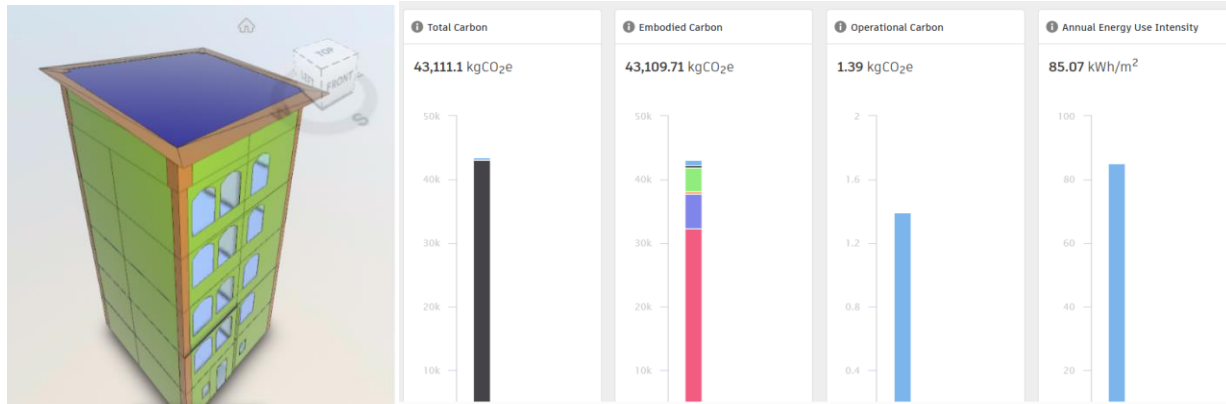 TOP
LEFT
FRONT
W
S
Total Carbon
43,111.1 kgCO₂e
50k
40k
30k
20k
10k
Embodied Carbon
43,109.71 kgCO₂e
50k
40k
30k
20k
10k
Operational Carbon
1.39 kgCO₂e
2
1.6
1.2
0.8
0.4
Annual Energy Use Intensity
85.07 kWh/m²
100
80
60
40
20